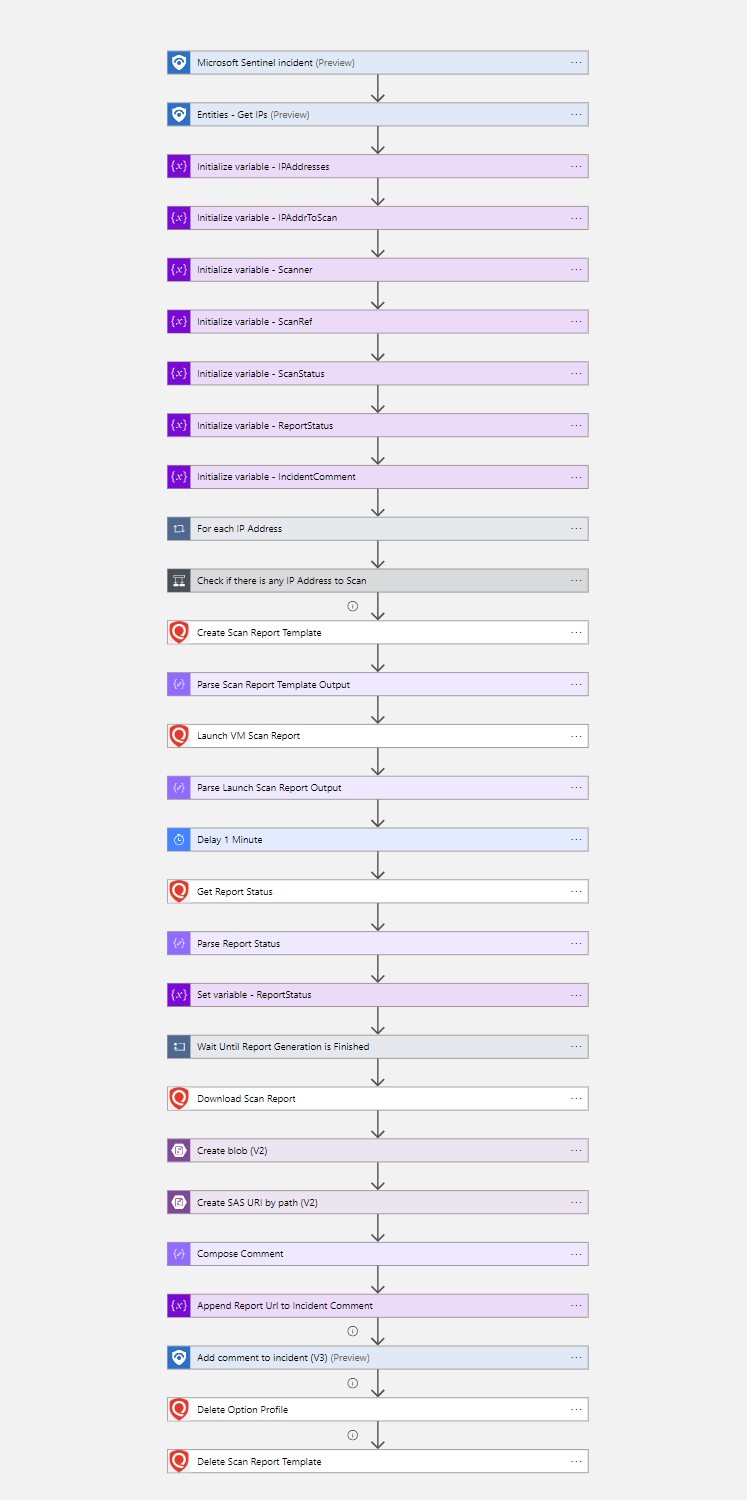 Microsoft Sentinel incident (Preview)
Entities - Get IPs (Preview)
{x} Initialize variable - IPAddresses
{x} Initialize variable - IPAddrToScan
{x} Initialize variable - Scanner
{x} Initialize variable - ScanRef
{x} Initialize variable - ScanStatus
{x} Initialize variable - ReportStatus
{x} Initialize variable - IncidentComment
For each IP Address
Check if there is any IP Address to Scan
Create Scan Report Template
Parse Scan Report Template Output
Launch VM Scan Report
Parse Launch Scan Report Output
Delay 1 Minute
Get Report Status
Parse Report Status
{x} Set variable - ReportStatus
Wait Until Report Generation is Finished
Download Scan Report
Create blob (V2)
Create SAS URI by path (V2)
Compose Comment
{x} Append Report Url to Incident Comment
Add comment to incident (V3) (Preview)
Delete Option Profile
Delete Scan Report Template